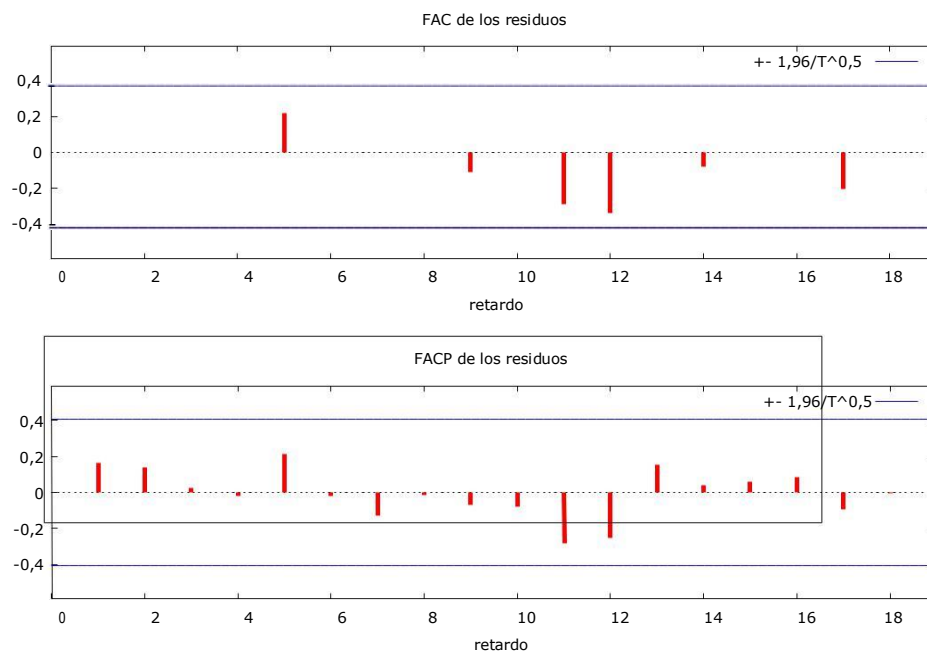 FAC de los residuos
+- 1,96/T^0,5
0,4
0,2
0
-0,2
-0,4
0 2 4 6 8 10 12 14 16 18
retardo
FACP de los residuos
+- 1,96/T^0,5
0,4
0,2
0
-0,2
-0,4
0 2 4 6 8 10 12 14 16 18
retardo